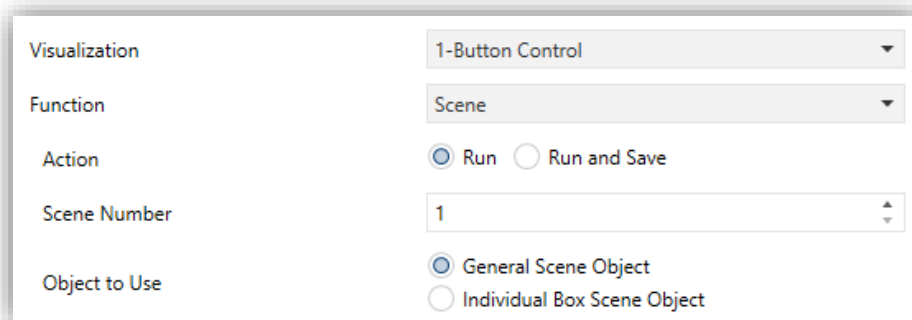 Visualization 1-Button Control
Function Scene
Action Run Run and Save
Scene Number 1
Object to Use General Scene Object
Individual Box Scene Object